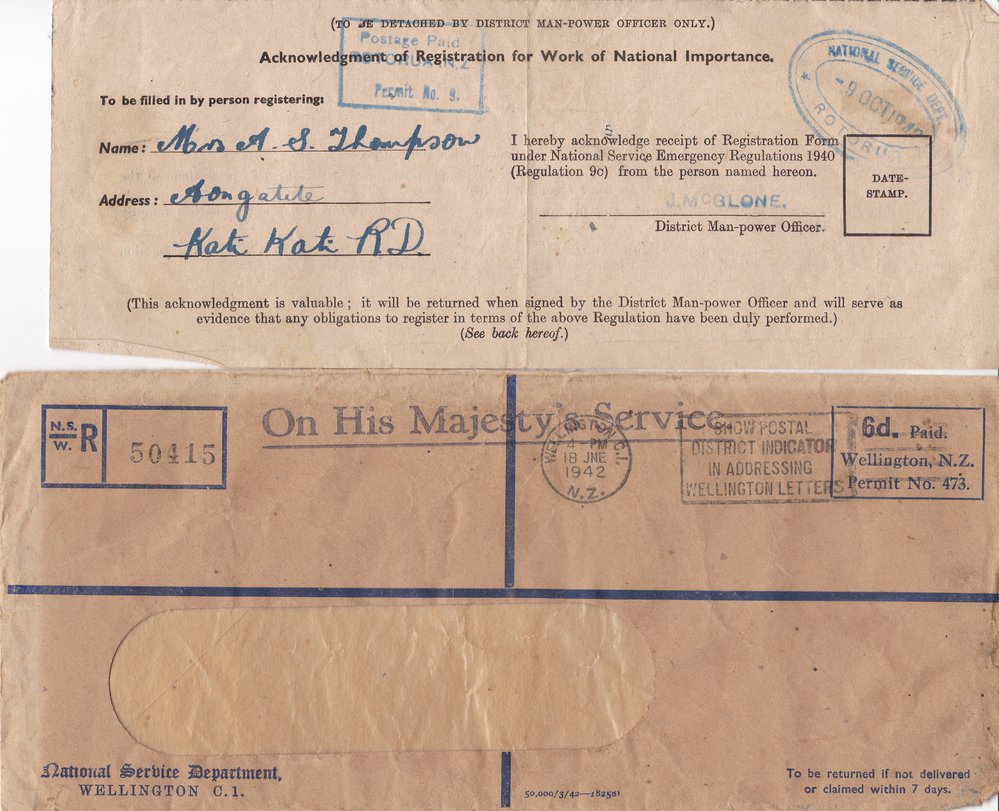 (TO BE DETACHED BY DISTRICT MAN-POWER OFFICER ONLY.)
Postage Paid
ROTORUA N.Z.
Permit No. 9.
Acknowledgment of Registration for Work of National Importance.
NATIONAL SERVICE DEPT.
-9 OCT 1942
ROTORUA
To be filled in by person registering:
Name: Mrs A. S. Thompson
Address: Aongatete
Kati Kati R.D.
I hereby acknowledge receipt of Registration Form
under National Service Emergency Regulations 1940
(Regulation 9c) from the person named hereon.
J. McGLONE.
District Man-power Officer.
DATE-
STAMP.
(This acknowledgment is valuable; it will be returned when signed by the District Man-power Officer and will serve as
evidence that any obligations to register in terms of the above Regulation have been duly performed.)
(See back hereof.)
N.S.
W.
R
50415
On His Majesty's Service
WELLINGTON C.1.
4 - PM
18 JNE
1942
N.Z.
SHOW POSTAL
DISTRICT INDICATOR
IN ADDRESSING
WELLINGTON LETTERS
6d. Paid.
Wellington, N.Z.
Permit No. 473.
National Service Department,
WELLINGTON C.1.
50,000/3/42—18258]
To be returned if not delivered
or claimed within 7 days.